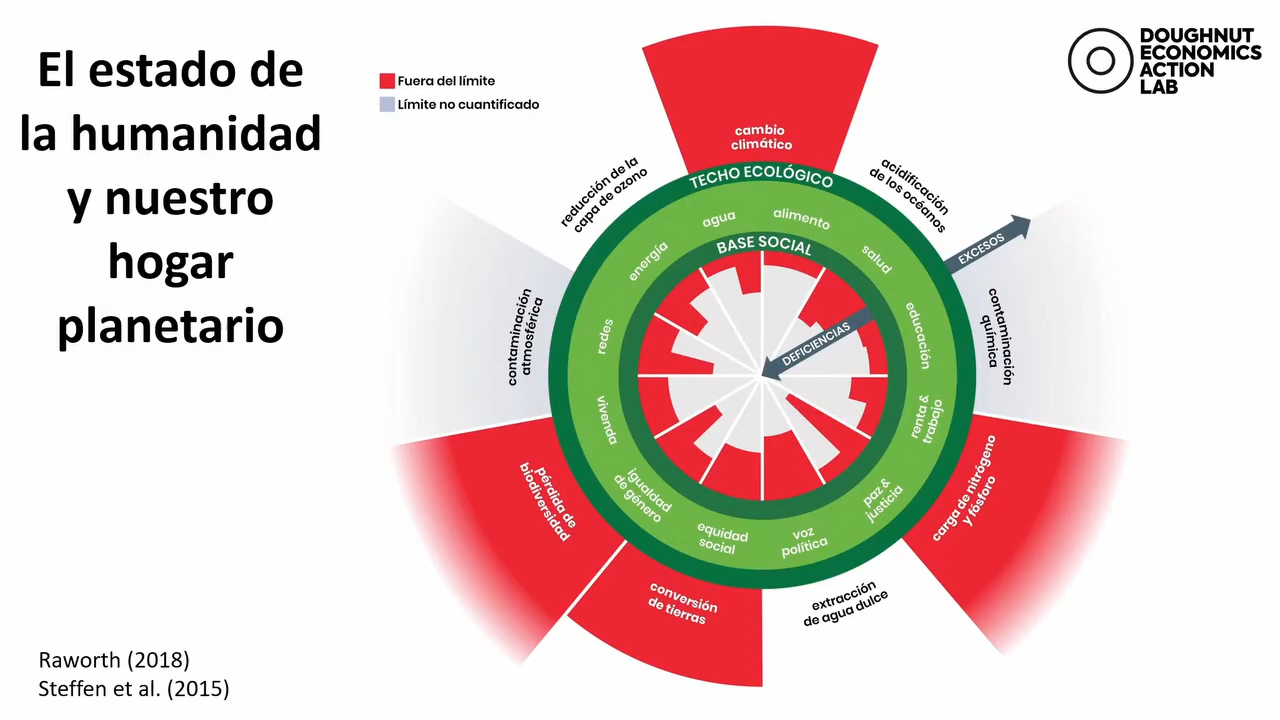 El estado de
la humanidad
y nuestro
hogar
planetario
Fuera del límite
Límite no cuantificado
DOUGHNUT
ECONOMICS
ACTION
LAB
cambio
climático
acidificación
de los océanos
contaminación
química
carga de nitrógeno
y fósforo
extracción
de agua dulce
conversión
de tierras
pérdida de
biodiversidad
contaminación
atmosférica
reducción de la
capa de ozono
TECHO ECOLÓGICO
EXCESOS
agua
alimento
salud
educación
renta &
trabajo
paz &
justicia
voz
política
equidad
social
igualdad
de género
vivienda
redes
energía
BASE SOCIAL
DEFICIENCIAS
Raworth (2018)
Steffen et al. (2015)